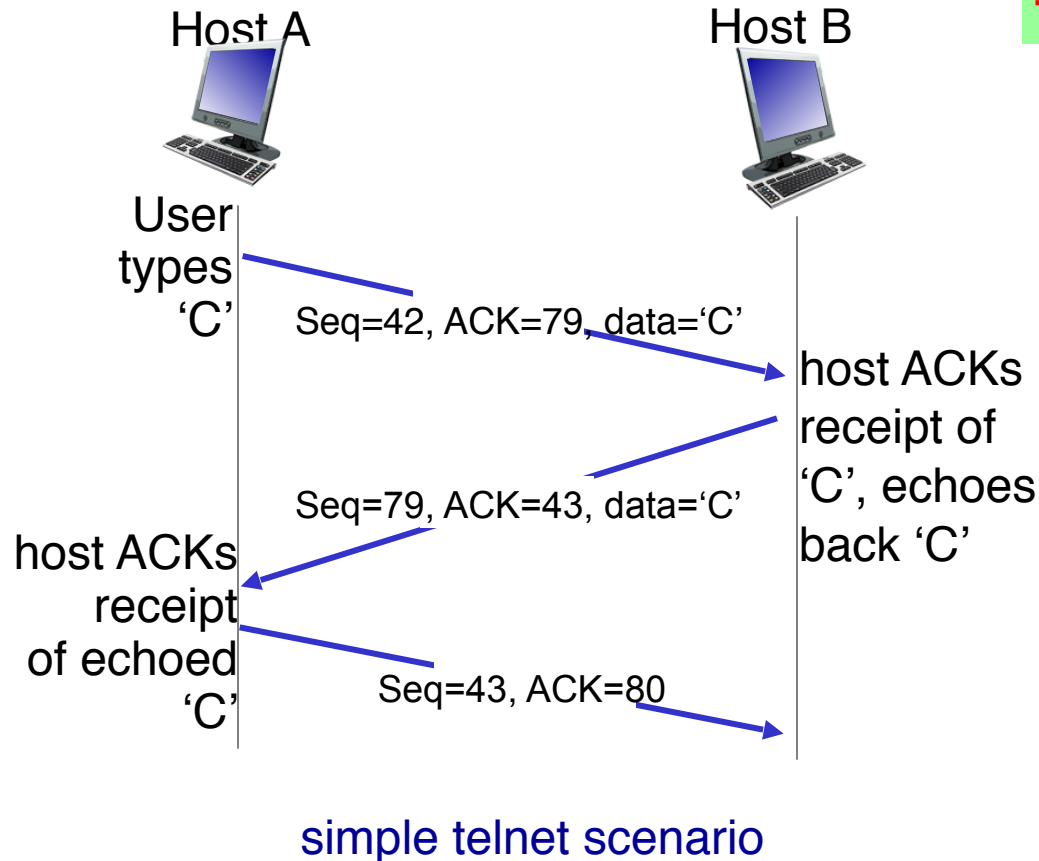 Host A
Host B
User
types
‘C’
Seq=42, ACK=79, data=‘C’
host ACKs
receipt of
‘C’, echoes
back ‘C’
Seq=79, ACK=43, data=‘C’
host ACKs
receipt
of echoed
‘C’
Seq=43, ACK=80
simple telnet scenario